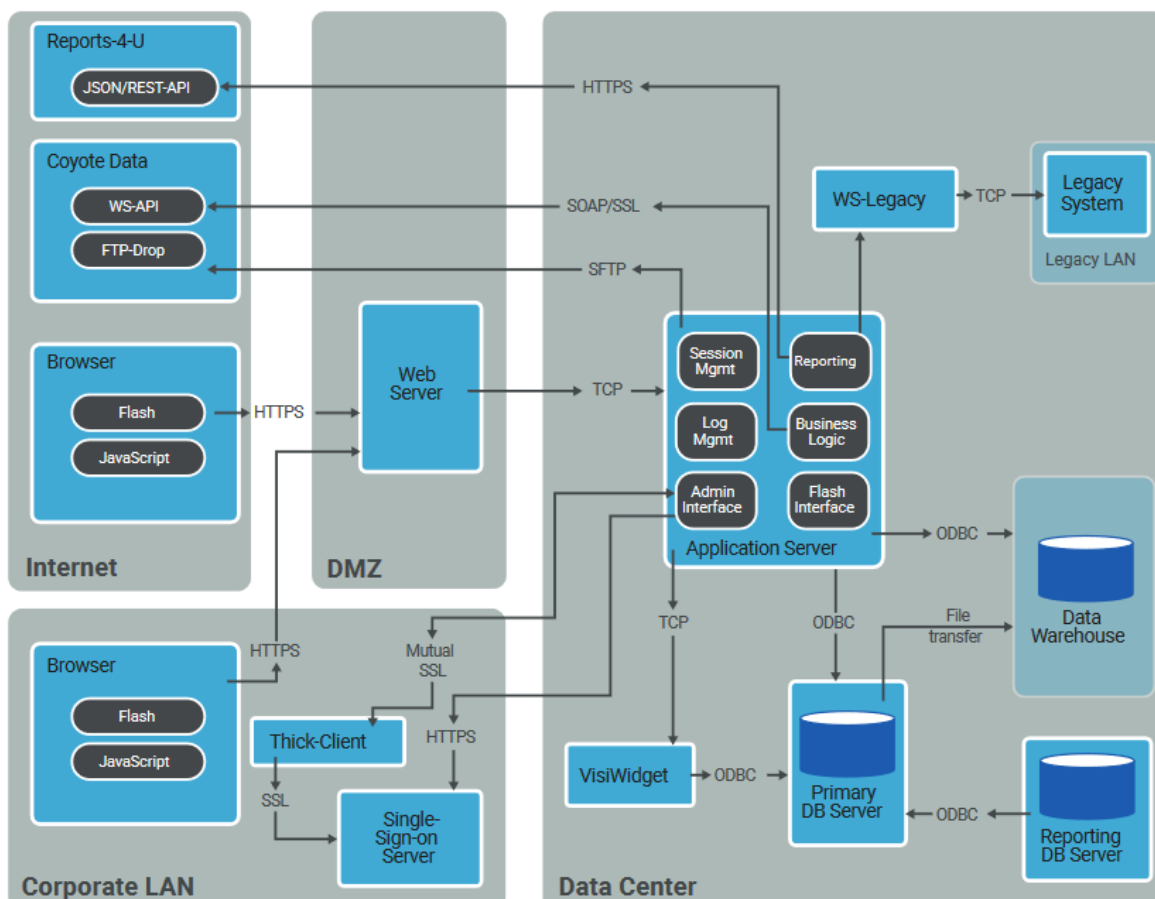 Reports-4-U
JSON/REST-API
HTTPS
Coyote Data
WS-API
SOAP/SSL
FTP-Drop
SFTP
WS-Legacy
TCP
Legacy
System
Legacy LAN
Browser
Flash
JavaScript
HTTPS
Internet
Web
Server
DMZ
TCP
Session
Mgmt
Reporting
Log
Mgmt
Business
Logic
Admin
Interface
Flash
Interface
Application Server
ODBC
Data
Warehouse
File
transfer
TCP
ODBC
Browser
Flash
JavaScript
HTTPS
Mutual
SSL
Thick-Client
HTTPS
SSL
Single-
Sign-on
Server
Corporate LAN
VisiWidget
ODBC
Primary
DB Server
ODBC
Reporting
DB Server
Data Center